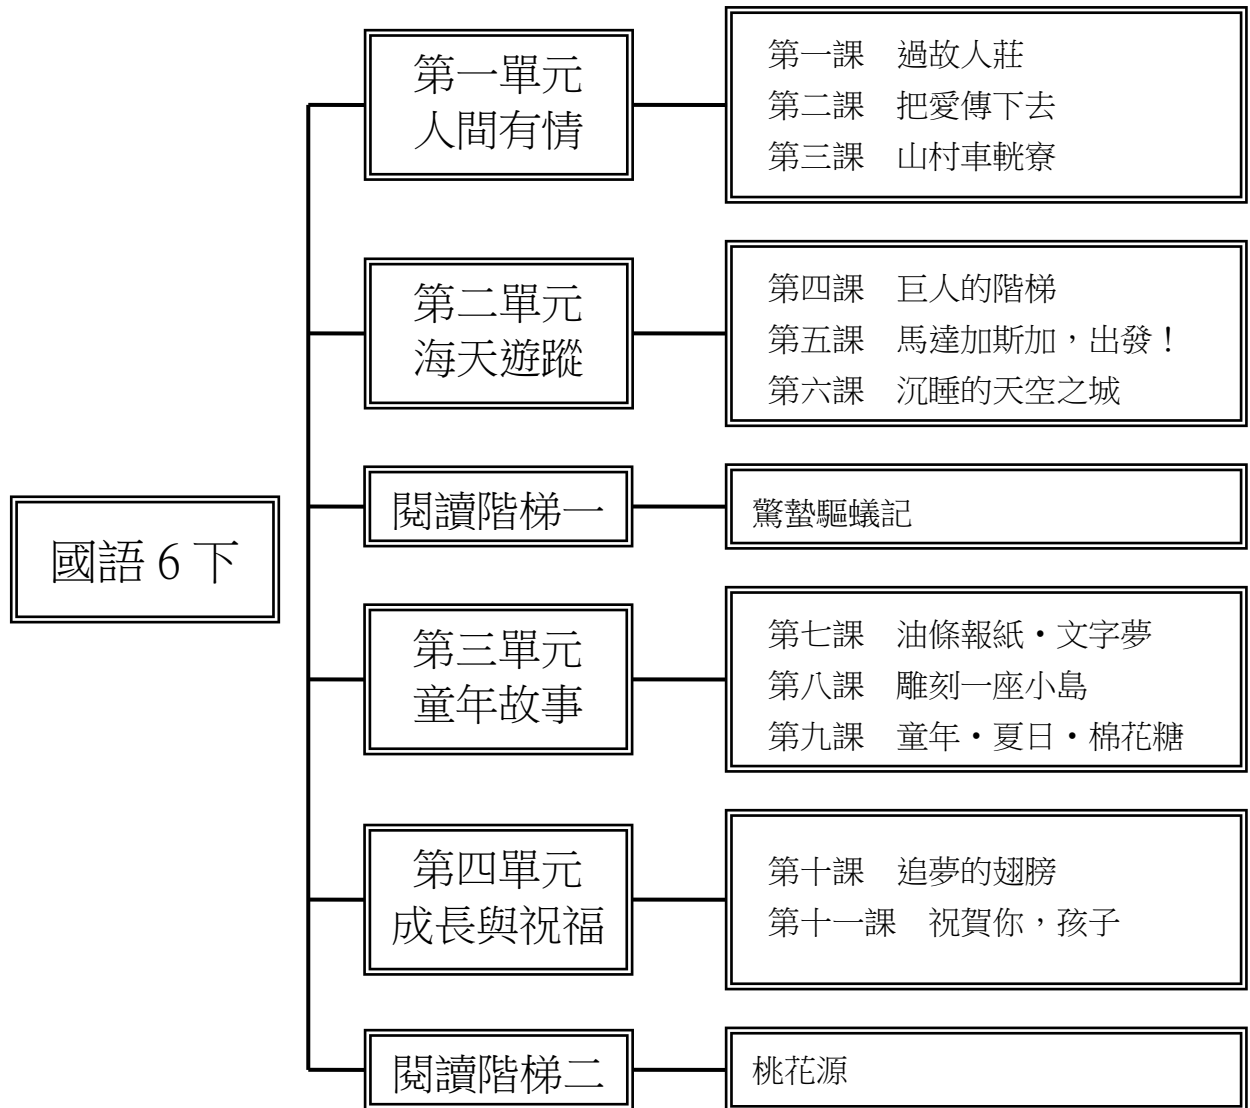 國語6下
第一單元
人間有情
第一課　過故人莊
第二課　把愛傳下去
第三課　山村車輄寮
第二單元
海天遊蹤
第四課　巨人的階梯
第五課　馬達加斯加，出發！
第六課　沉睡的天空之城
閱讀階梯一
驚蟄驅蟻記
第三單元
童年故事
第七課　油條報紙・文字夢
第八課　雕刻一座小島
第九課　童年・夏日・棉花糖
第四單元
成長與祝福
第十課　追夢的翅膀
第十一課　祝賀你，孩子
閱讀階梯二
桃花源